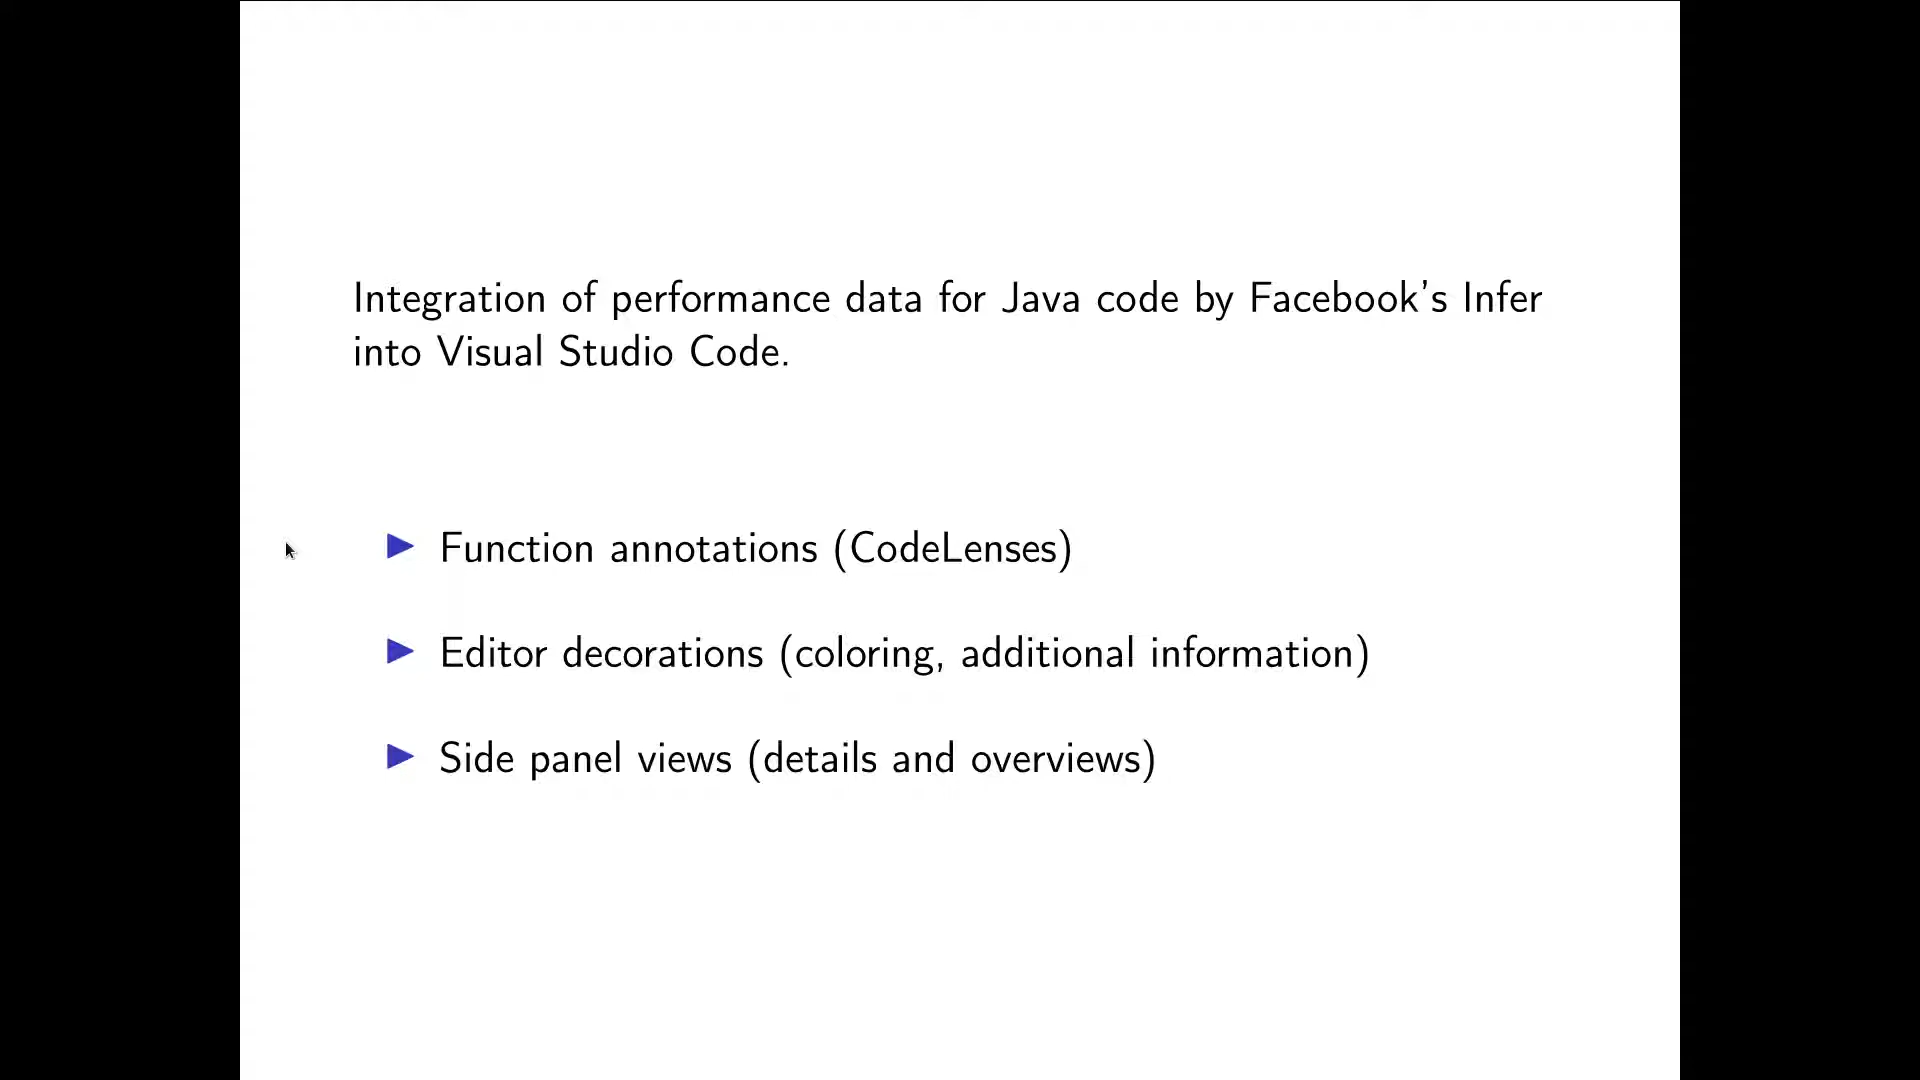 Integration of performance data for Java code by Facebook's Infer
into Visual Studio Code.
Function annotations (CodeLenses)
Editor decorations (coloring, additional information)
Side panel views (details and overviews)